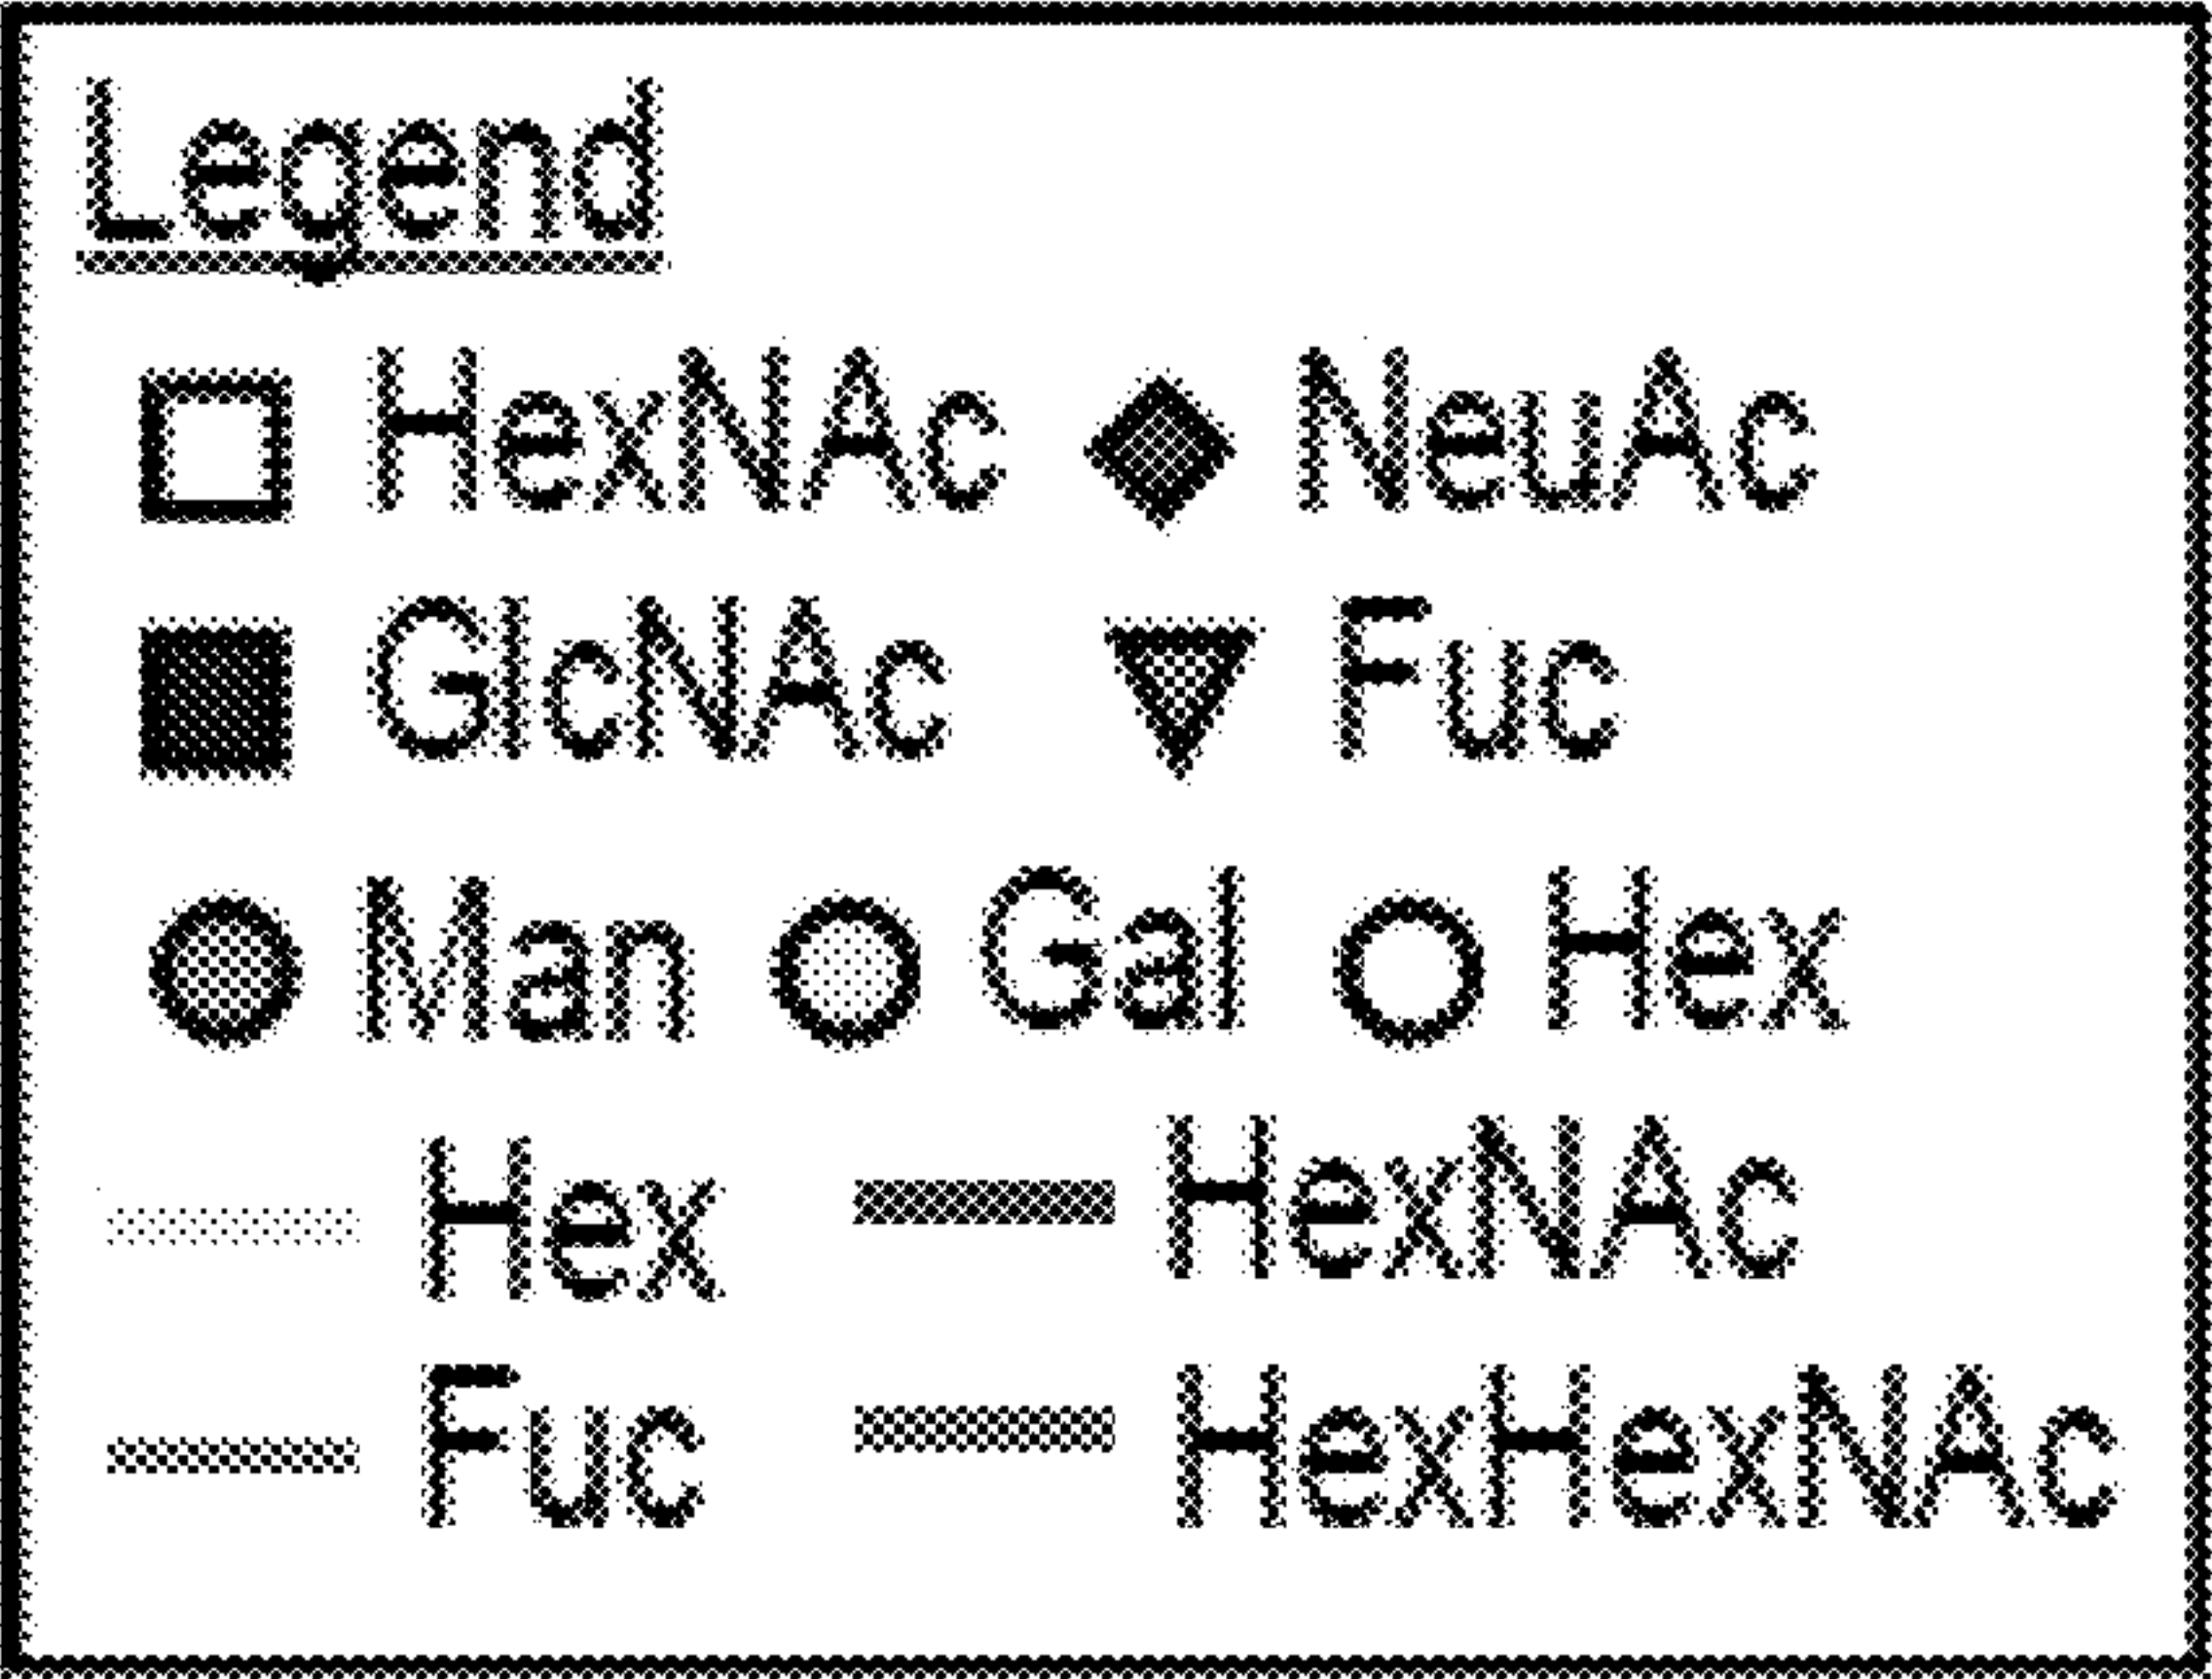 Legend
HexNAc NeuAc
GlcNAc Fuc
Man Gal Hex
Hex HexNAc
Fuc HexHexNAc